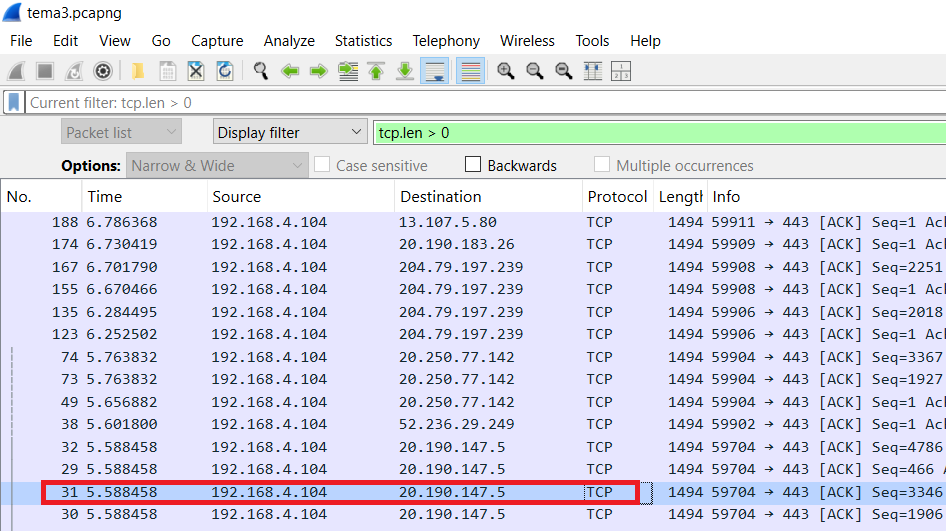 tema3.pcapng
File Edit View Go Capture Analyze Statistics Telephony Wireless Tools Help
Current filter: tcp.len > 0
Packet list Display filter tcp.len > 0
Options: Narrow & Wide Case sensitive Backwards Multiple occurrences
No. Time Source Destination Protocol Length Info
188 6.786368 192.168.4.104 13.107.5.80 TCP 1494 59911 → 443 [ACK] Seq=1 Ack
174 6.730419 192.168.4.104 20.190.183.26 TCP 1494 59909 → 443 [ACK] Seq=1 Ack
167 6.701790 192.168.4.104 204.79.197.239 TCP 1494 59908 → 443 [ACK] Seq=2251
155 6.670466 192.168.4.104 204.79.197.239 TCP 1494 59908 → 443 [ACK] Seq=1 Ack
135 6.284495 192.168.4.104 204.79.197.239 TCP 1494 59906 → 443 [ACK] Seq=2018
123 6.252502 192.168.4.104 204.79.197.239 TCP 1494 59906 → 443 [ACK] Seq=1 Ack
74 5.763832 192.168.4.104 20.250.77.142 TCP 1494 59904 → 443 [ACK] Seq=3367
73 5.763832 192.168.4.104 20.250.77.142 TCP 1494 59904 → 443 [ACK] Seq=1927
49 5.656882 192.168.4.104 20.250.77.142 TCP 1494 59904 → 443 [ACK] Seq=1 Ack
38 5.601800 192.168.4.104 52.236.29.249 TCP 1494 59902 → 443 [ACK] Seq=1 Ack
32 5.588458 192.168.4.104 20.190.147.5 TCP 1494 59704 → 443 [ACK] Seq=4786
29 5.588458 192.168.4.104 20.190.147.5 TCP 1494 59704 → 443 [ACK] Seq=466 A
31 5.588458 192.168.4.104 20.190.147.5 TCP 1494 59704 → 443 [ACK] Seq=3346
30 5.588458 192.168.4.104 20.190.147.5 TCP 1494 59704 → 443 [ACK] Seq=1906